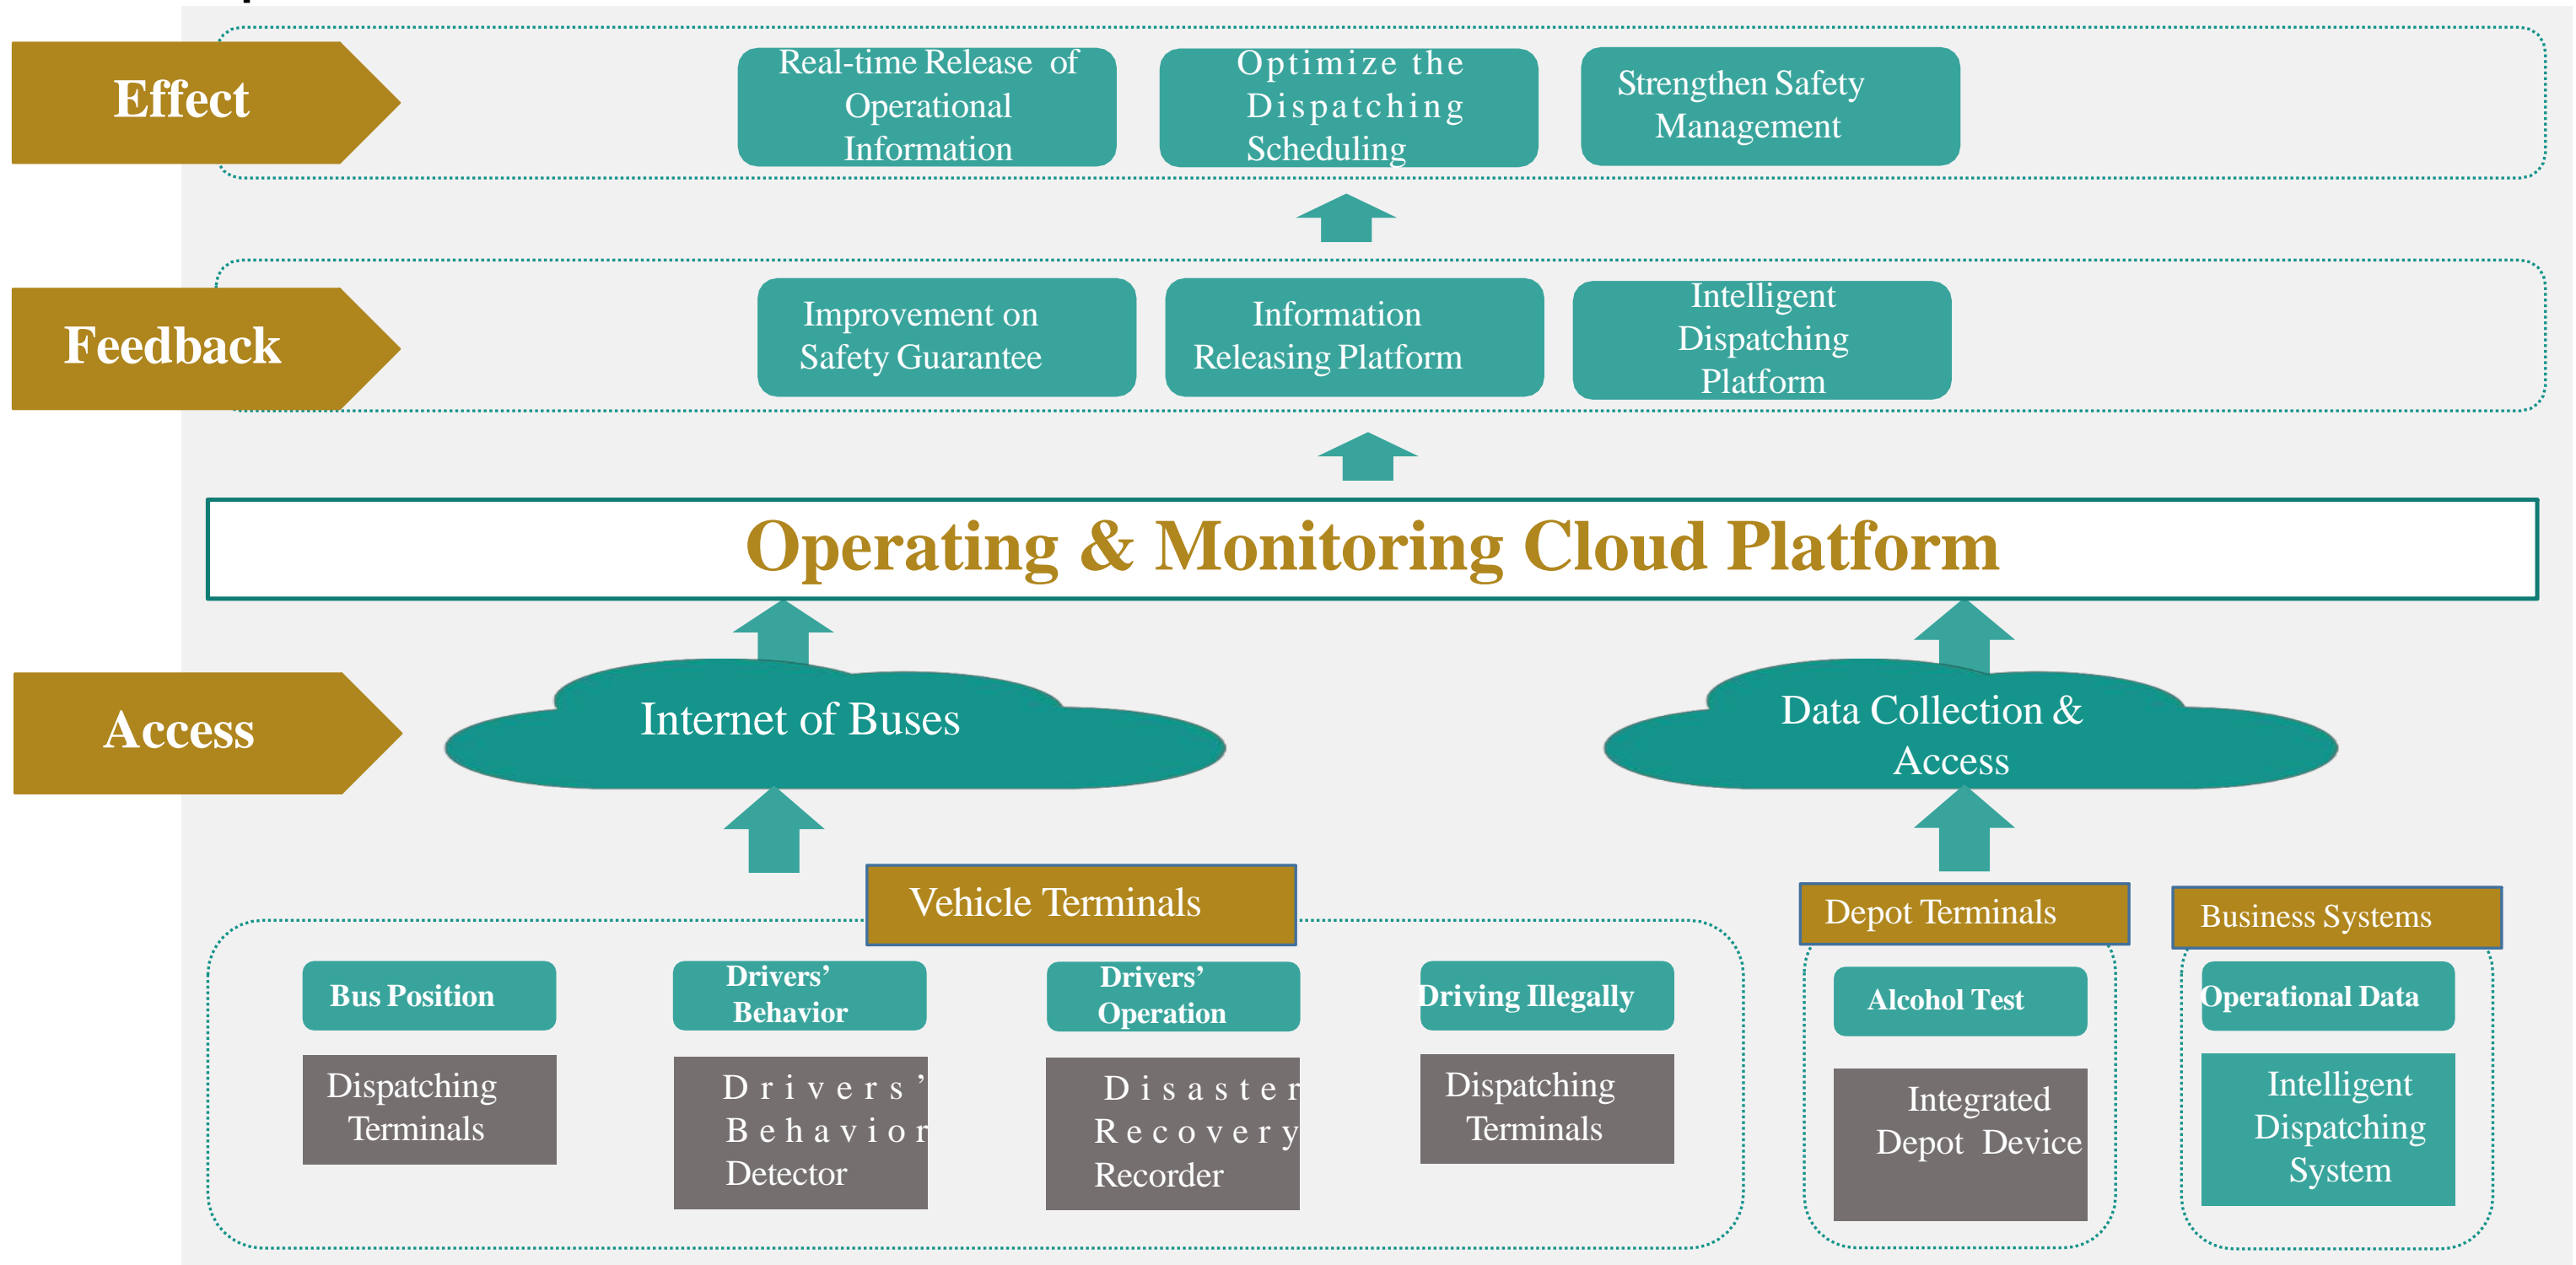 Effect
Real-time Release of
Operational
Information
Optimize the
Dispatching
Scheduling
Strengthen Safety
Management
Feedback
Improvement on
Safety Guarantee
Information
Releasing Platform
Intelligent
Dispatching
Platform
Operating & Monitoring Cloud Platform
Access
Internet of Buses
Data Collection &
Access
Vehicle Terminals
Depot Terminals
Business Systems
Bus Position
Drivers’
Behavior
Drivers’
Operation
Driving Illegally
Alcohol Test
Operational Data
Dispatching
Terminals
Drivers’
Behavior
Detector
Disaster
Recovery
Recorder
Dispatching
Terminals
Integrated
Depot Device
Intelligent
Dispatching
System